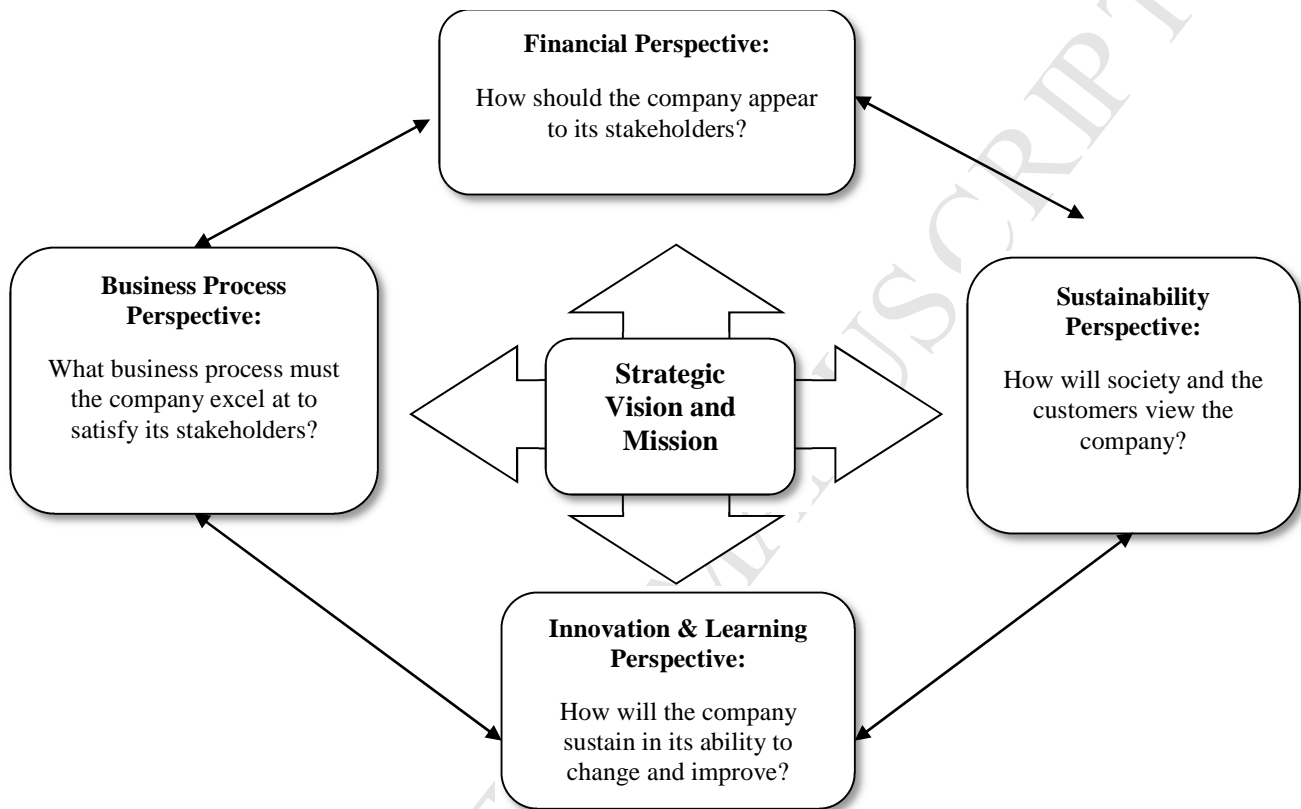 Financial Perspective:
How should the company appear
to its stakeholders?
Business Process
Perspective:
What business process must
the company excel at to
satisfy its stakeholders?
Strategic
Vision and
Mission
Sustainability
Perspective:
How will society and the
customers view the
company?
Innovation & Learning
Perspective:
How will the company
sustain in its ability to
change and improve?
MANUSCRIPT